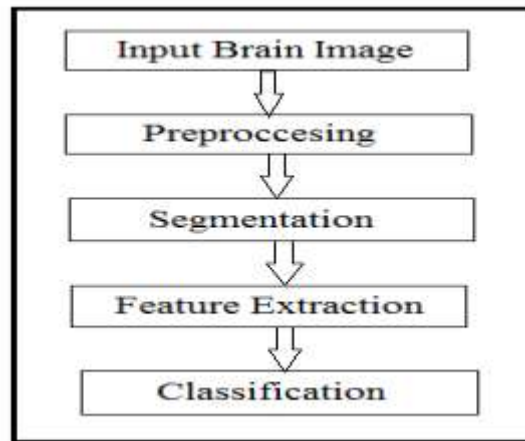 Input Brain Image
Preproccesing
Segmentation
Feature Extraction
Classification